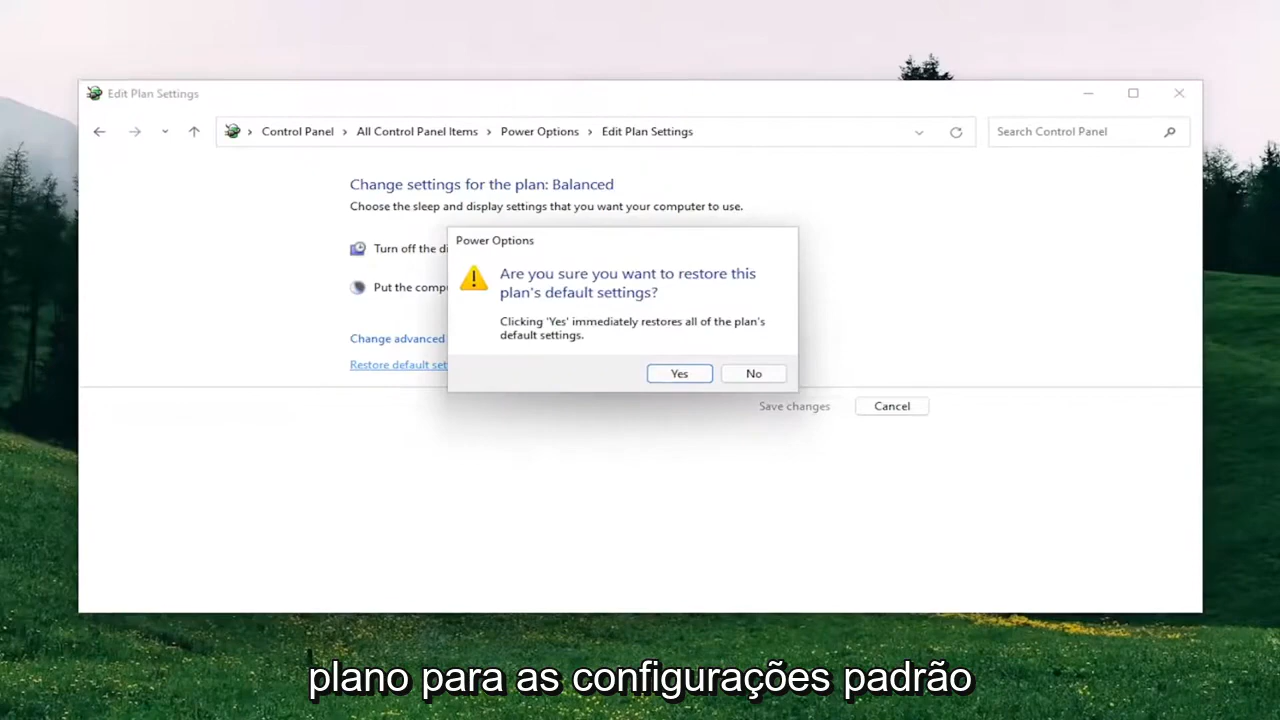 Edit Plan Settings
Control Panel > All Control Panel Items > Power Options > Edit Plan Settings
Search Control Panel
Change settings for the plan: Balanced
Choose the sleep and display settings that you want your computer to use.
Turn off the di
Put the compu
Change advanced
Restore default set
Power Options
Are you sure you want to restore this
plan's default settings?
Clicking 'Yes' immediately restores all of the plan's
default settings.
Yes No
Save changes Cancel
plano para as configurações padrão